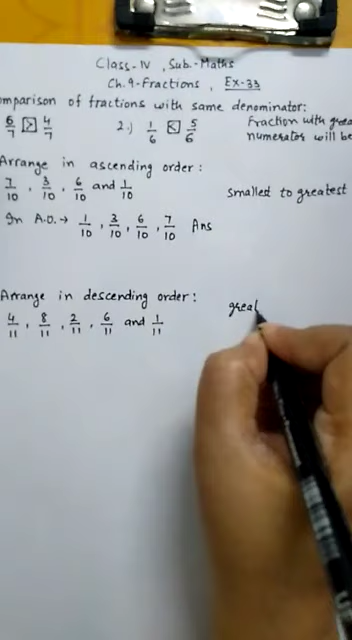 Class-IV, Sub.-Maths
Ch.9-Fractions, Ex-33
omparison of fractions with same denominator:
6/7 > 4/7 2.) 1/6 < 5/6 Fraction with grea
numerator will be
Arrange in ascending order:
7/10, 3/10, 6/10 and 1/10 smallest to greatest
In A.O.→ 1/10, 3/10, 6/10, 7/10 Ans
Arrange in descending order: great
4/11, 8/11, 2/11, 6/11 and 1/11